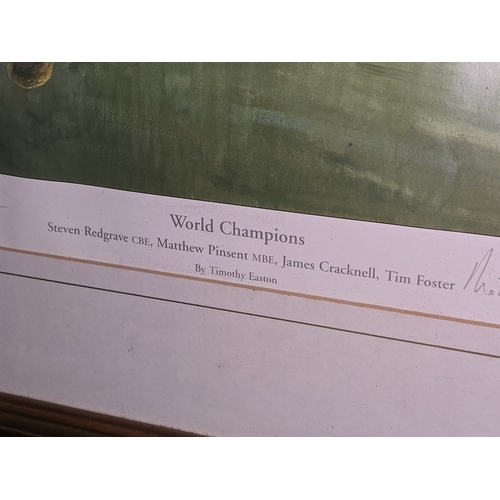 World Champions
Steven Redgrave CBE, Matthew Pinsent MBE, James Cracknell, Tim Foster
By Timothy Easton